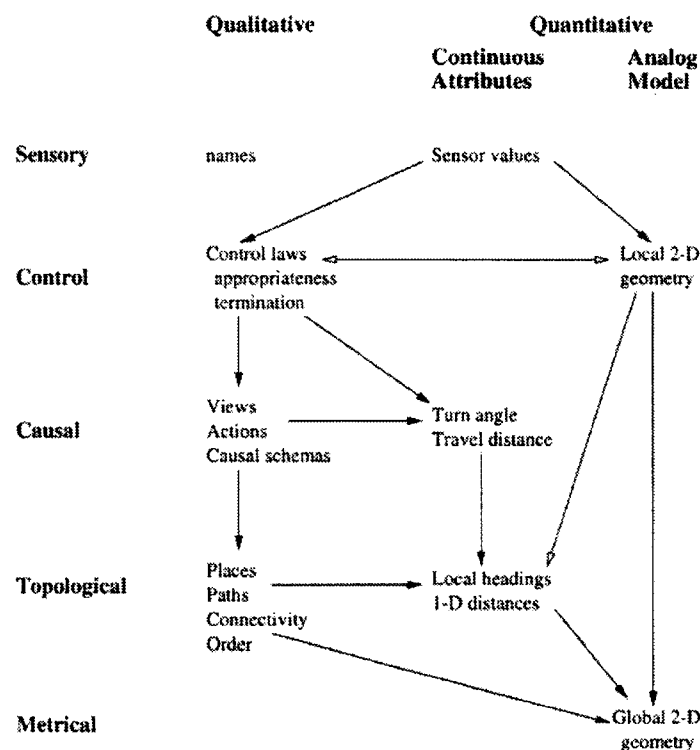 Qualitative Quantitative
Continuous Analog
Attributes Model
Sensory names Sensor values
Control laws Local 2-D
Control appropriateness geometry
termination
Views Turn angle
Causal Actions Travel distance
Causal schemas
Places Local headings
Topological Paths 1-D distances
Connectivity
Order
Metrical Global 2-D
geometry